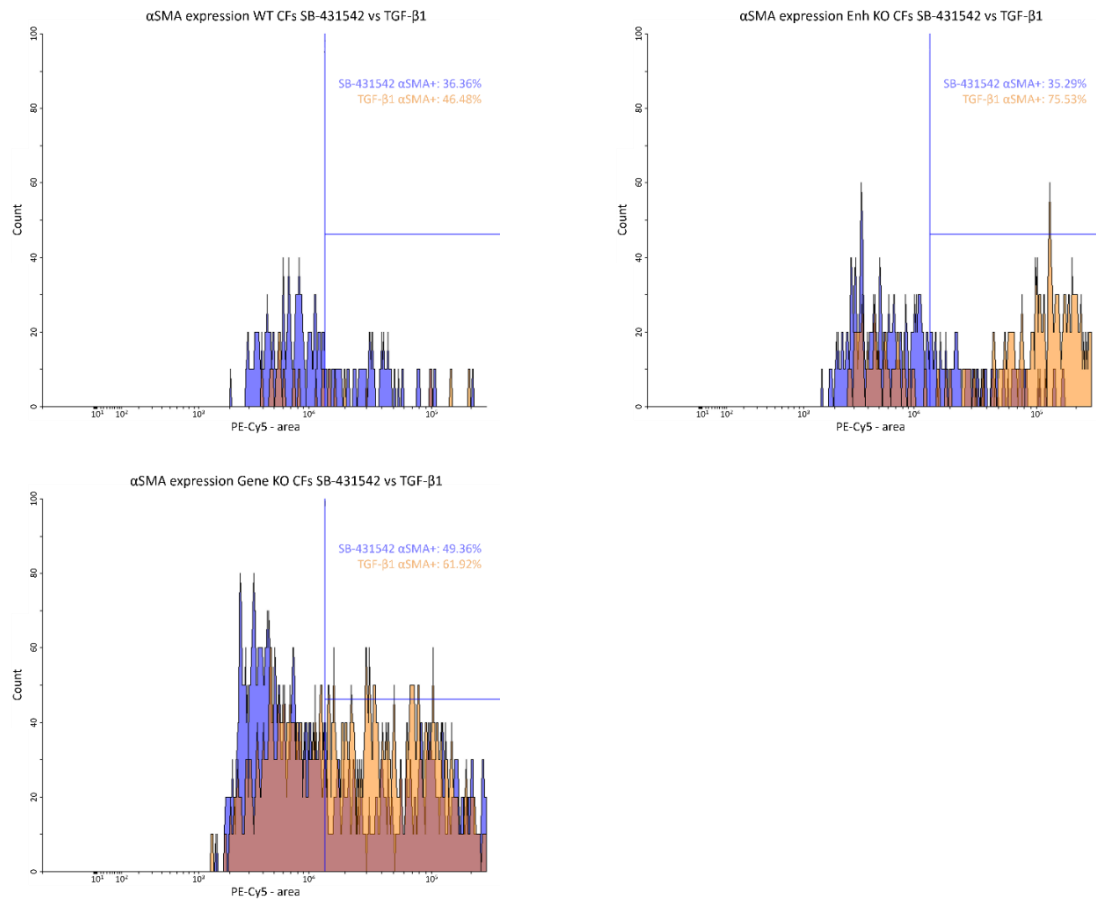 αSMA expression WT CFs SB-431542 vs TGF-β1
100
80
60
40
20
0
Count
SB-431542 αSMA+: 36.36%
TGF-β1 αSMA+: 46.48%
10¹ 10² 10³ 10⁴ 10⁵
PE-Cy5 - area
αSMA expression Enh KO CFs SB-431542 vs TGF-β1
100
80
60
40
20
0
Count
SB-431542 αSMA+: 35.29%
TGF-β1 αSMA+: 75.53%
10¹ 10² 10³ 10⁴ 10⁵
PE-Cy5 - area
αSMA expression Gene KO CFs SB-431542 vs TGF-β1
100
80
60
40
20
0
Count
SB-431542 αSMA+: 49.36%
TGF-β1 αSMA+: 61.92%
10¹ 10² 10³ 10⁴ 10⁵
PE-Cy5 - area